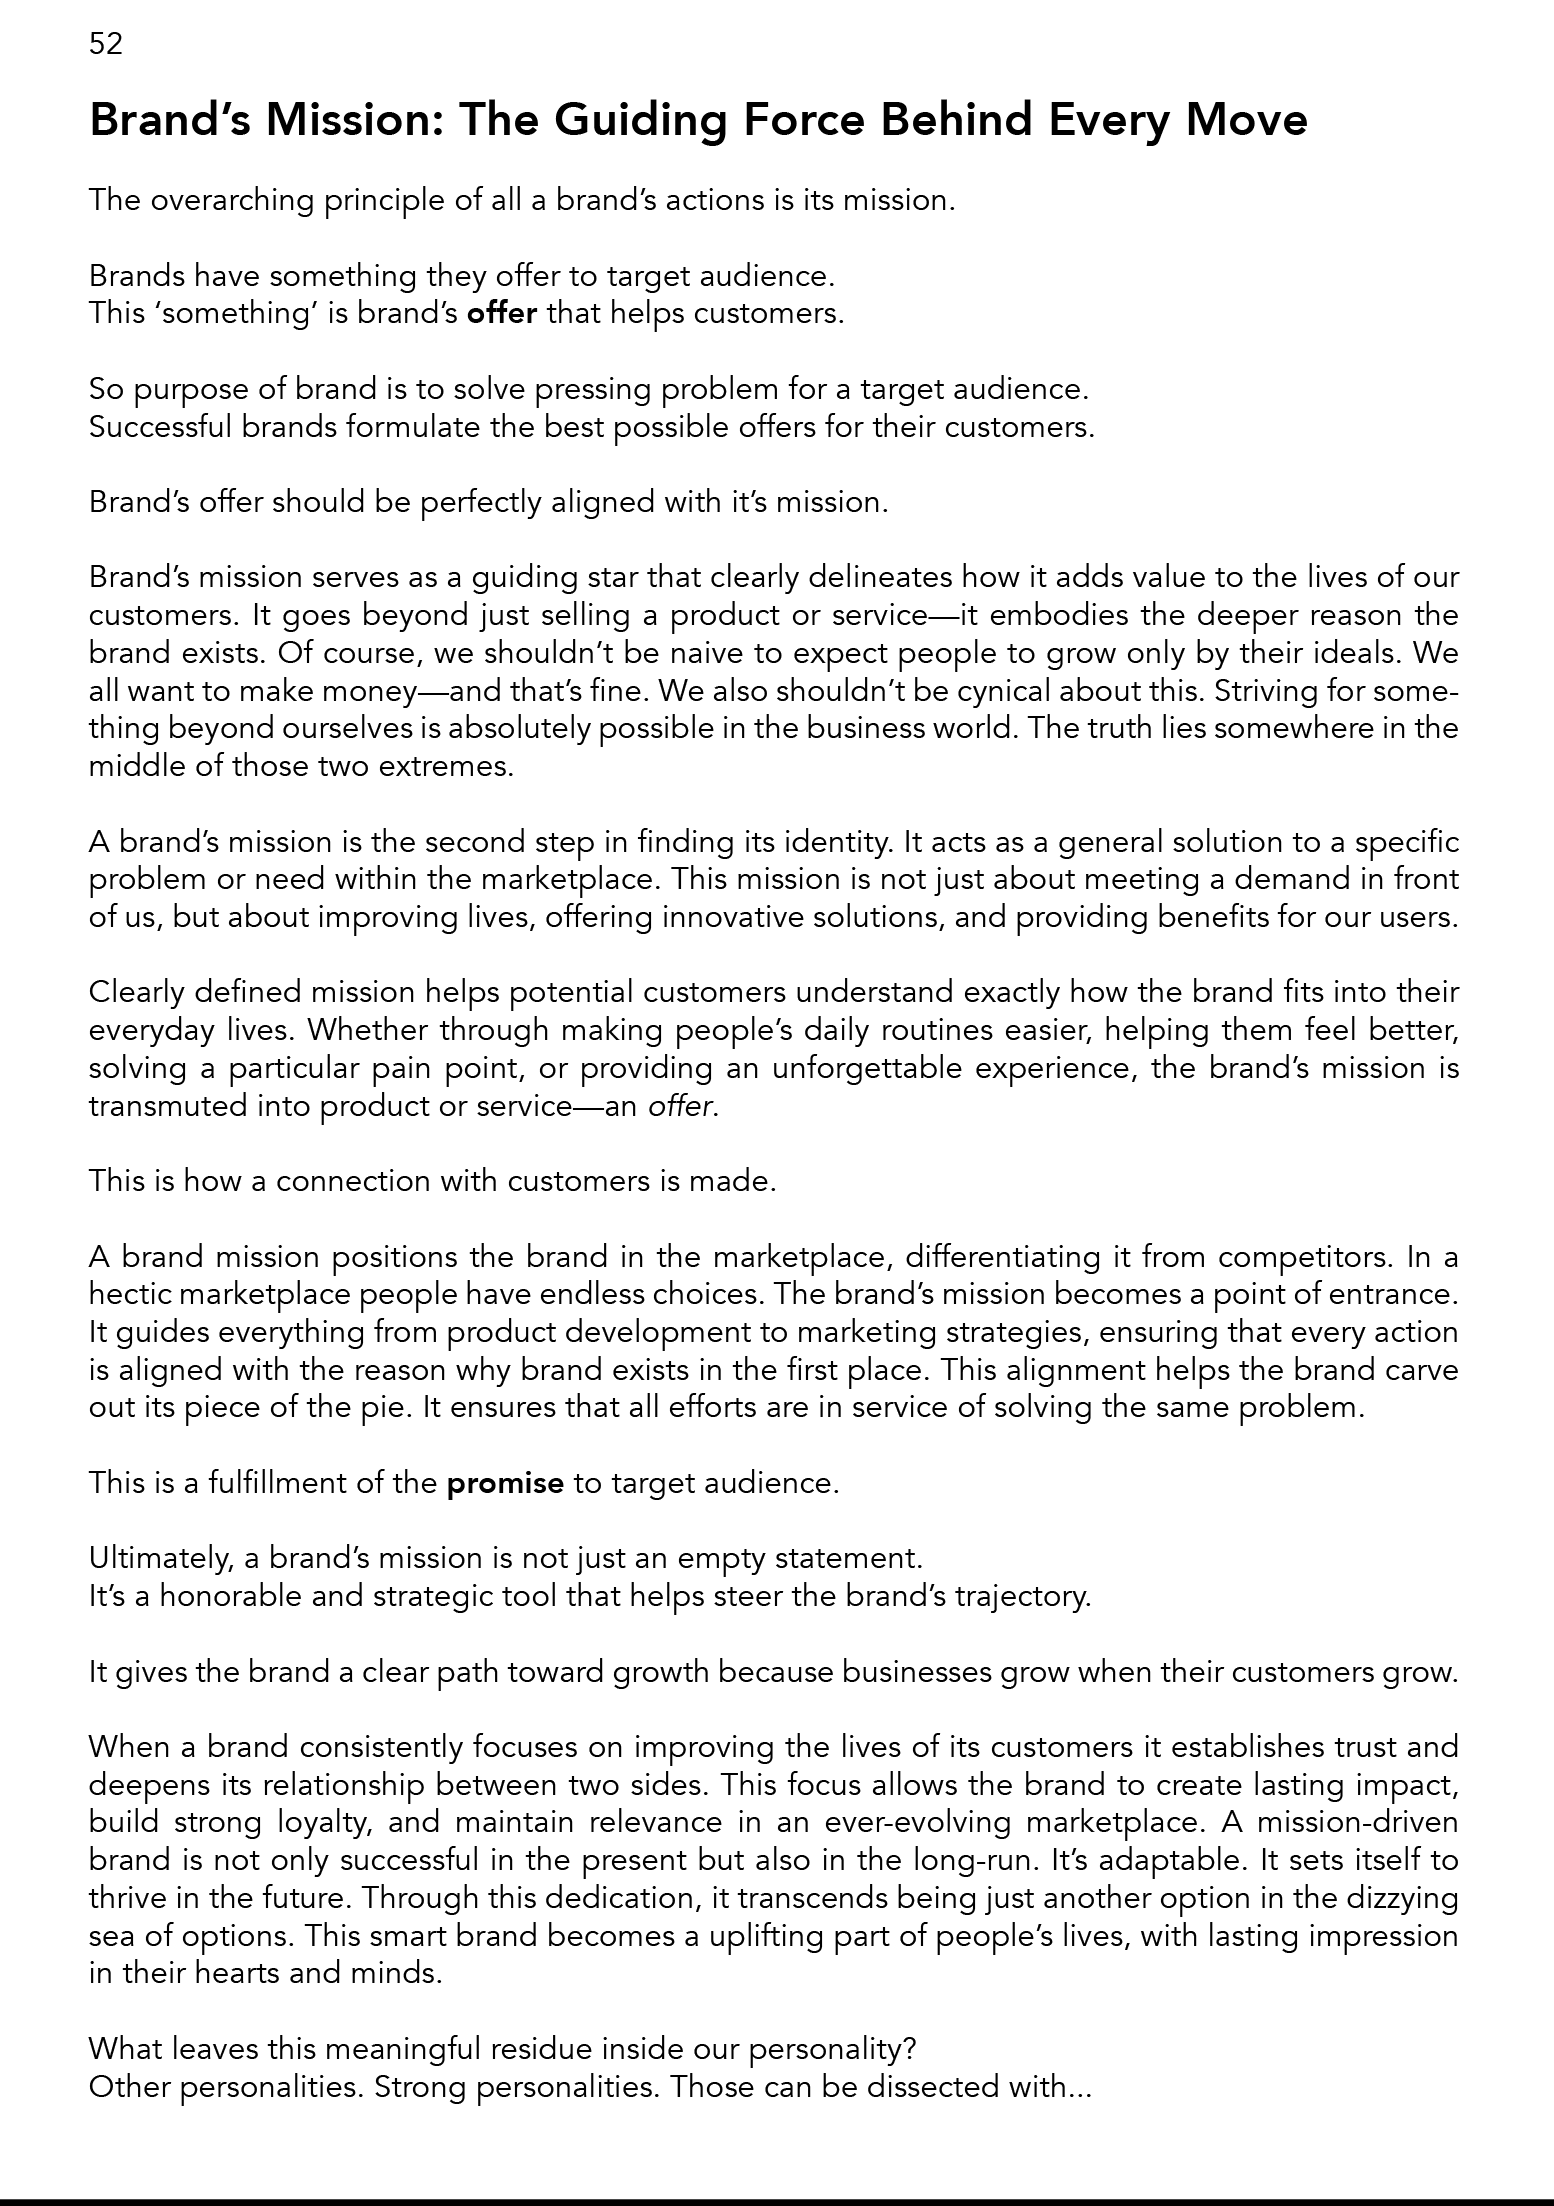 52
Brand’s Mission: The Guiding Force Behind Every Move
The overarching principle of all a brand’s actions is its mission.
Brands have something they offer to target audience.
This ‘something’ is brand’s offer that helps customers.
So purpose of brand is to solve pressing problem for a target audience.
Successful brands formulate the best possible offers for their customers.
Brand’s offer should be perfectly aligned with it’s mission.
Brand’s mission serves as a guiding star that clearly delineates how it adds value to the lives of our
customers. It goes beyond just selling a product or service—it embodies the deeper reason the
brand exists. Of course, we shouldn’t be naive to expect people to grow only by their ideals. We
all want to make money—and that’s fine. We also shouldn’t be cynical about this. Striving for some-
thing beyond ourselves is absolutely possible in the business world. The truth lies somewhere in the
middle of those two extremes.
A brand’s mission is the second step in finding its identity. It acts as a general solution to a specific
problem or need within the marketplace. This mission is not just about meeting a demand in front
of us, but about improving lives, offering innovative solutions, and providing benefits for our users.
Clearly defined mission helps potential customers understand exactly how the brand fits into their
everyday lives. Whether through making people’s daily routines easier, helping them feel better,
solving a particular pain point, or providing an unforgettable experience, the brand’s mission is
transmuted into product or service—an offer.
This is how a connection with customers is made.
A brand mission positions the brand in the marketplace, differentiating it from competitors. In a
hectic marketplace people have endless choices. The brand’s mission becomes a point of entrance.
It guides everything from product development to marketing strategies, ensuring that every action
is aligned with the reason why brand exists in the first place. This alignment helps the brand carve
out its piece of the pie. It ensures that all efforts are in service of solving the same problem.
This is a fulfillment of the promise to target audience.
Ultimately, a brand’s mission is not just an empty statement.
It’s a honorable and strategic tool that helps steer the brand’s trajectory.
It gives the brand a clear path toward growth because businesses grow when their customers grow.
When a brand consistently focuses on improving the lives of its customers it establishes trust and
deepens its relationship between two sides. This focus allows the brand to create lasting impact,
build strong loyalty, and maintain relevance in an ever-evolving marketplace. A mission-driven
brand is not only successful in the present but also in the long-run. It’s adaptable. It sets itself to
thrive in the future. Through this dedication, it transcends being just another option in the dizzying
sea of options. This smart brand becomes a uplifting part of people’s lives, with lasting impression
in their hearts and minds.
What leaves this meaningful residue inside our personality?
Other personalities. Strong personalities. Those can be dissected with...